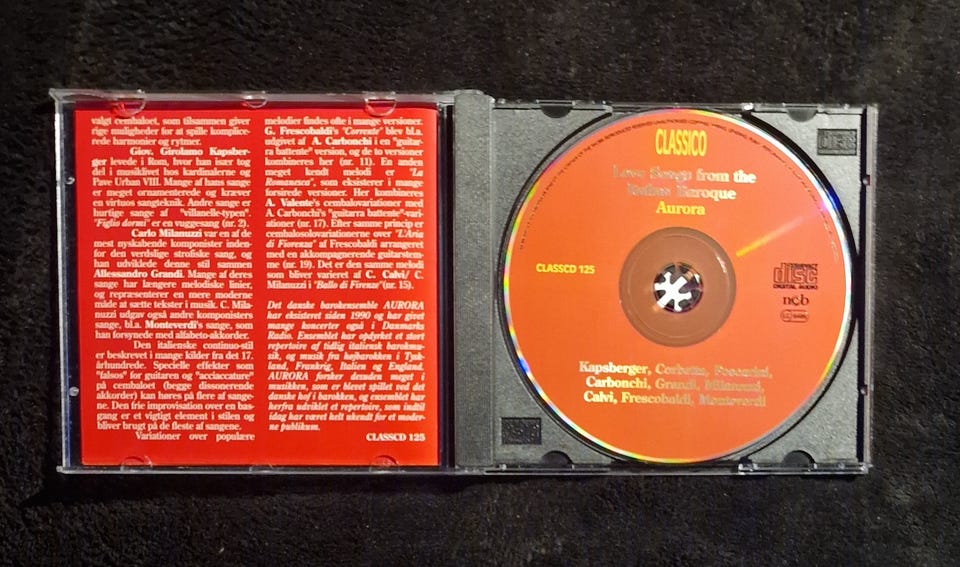 valgt cembaloet, som tilsammen giver
rige muligheder for at spille komplice-
rede harmonier og rytmer.
Giov. Girolamo Kapsber-
ger levede i Rom, hvor han især tog
del i musiklivet hos kardinalerne og
Pave Urban VIII. Mange af hans sange
er meget ornamenterede og kræver
en virtuos sangteknik. Andre sange er
hurtige sange af "villanelle-typen".
"Figlio dormi" er en vuggesang (nr. 2).
Carlo Milanuzzi var en af de
mest nyskabende komponister inden-
for den verdslige strofiske sang, og
han udviklede denne stil sammen
Allessandro Grandi. Mange af deres
sange har længere melodiske linier,
og repræsenterer en mere moderne
måde at sætte tekster i musik. C. Mila-
nuzzi udgav også andre komponisters
sange, bl.a. Monteverdi's sange, som
han forsynede med alfabeto-akkorder.
Den italienske continuo-stil
er beskrevet i mange kilder fra det 17.
århundrede. Specielle effekter som
"falsos" for guitaren og "acciaccature"
på cembaloet (begge dissonerende
akkorder) kan høres på flere af sange-
ne. Den frie improvisation over en bas-
gang er et vigtigt element i stilen og
bliver brugt på de fleste af sangene.
Variationer over populære
melodier findes ofte i mange versioner.
G. Frescobaldi's "Corrente" blev bl.a.
udgivet af A. Carbonchi i en "guitar-
ra battente" version, og de to versioner
kombineres her (nr. 11). En anden
meget kendt melodi er "La
Romanesca", som eksisterer i mange
forsirede versioner. Her kombineres
A. Valente's cembalovariationer med
A. Carbonchi's "guitarra battente"-vari-
ationer (nr. 17). Efter samme princip er
cembalosolovariationerne over "L'Aria
di Fiorenza" af Frescobaldi arrangeret
med en akkompagnerende guitarstem-
me (nr. 19). Det er den samme melodi
som bliver varieret af C. Calvi/ C.
Milanuzzi i "Ballo di Firenze" (nr. 15).
Det danske barokensemble AURORA
har eksisteret siden 1990 og har givet
mange koncerter også i Danmarks
Radio. Ensemblet har opdyrket et stort
repertoire af tidlig italiensk barokmu-
sik, og musik fra højbarokken i Tysk-
land, Frankrig, Italien og England.
AURORA forsker desuden meget i
musikken, som er blevet spillet ved det
danske hof i barokken, og ensemblet har
herfra udviklet et repertoire, som indtil
idag har været helt ukendt for et moder-
ne publikum.
CLASSCD 125
CLASSICO
Love Songs from the
Italian Baroque
Aurora
CLASSCD 125
COMPACT
disc
DIGITAL AUDIO
ncb
Kapsberger, Corbetta, Foscarini,
Carbonchi, Grandi, Milanuzzi,
Calvi, Frescobaldi, Monteverdi